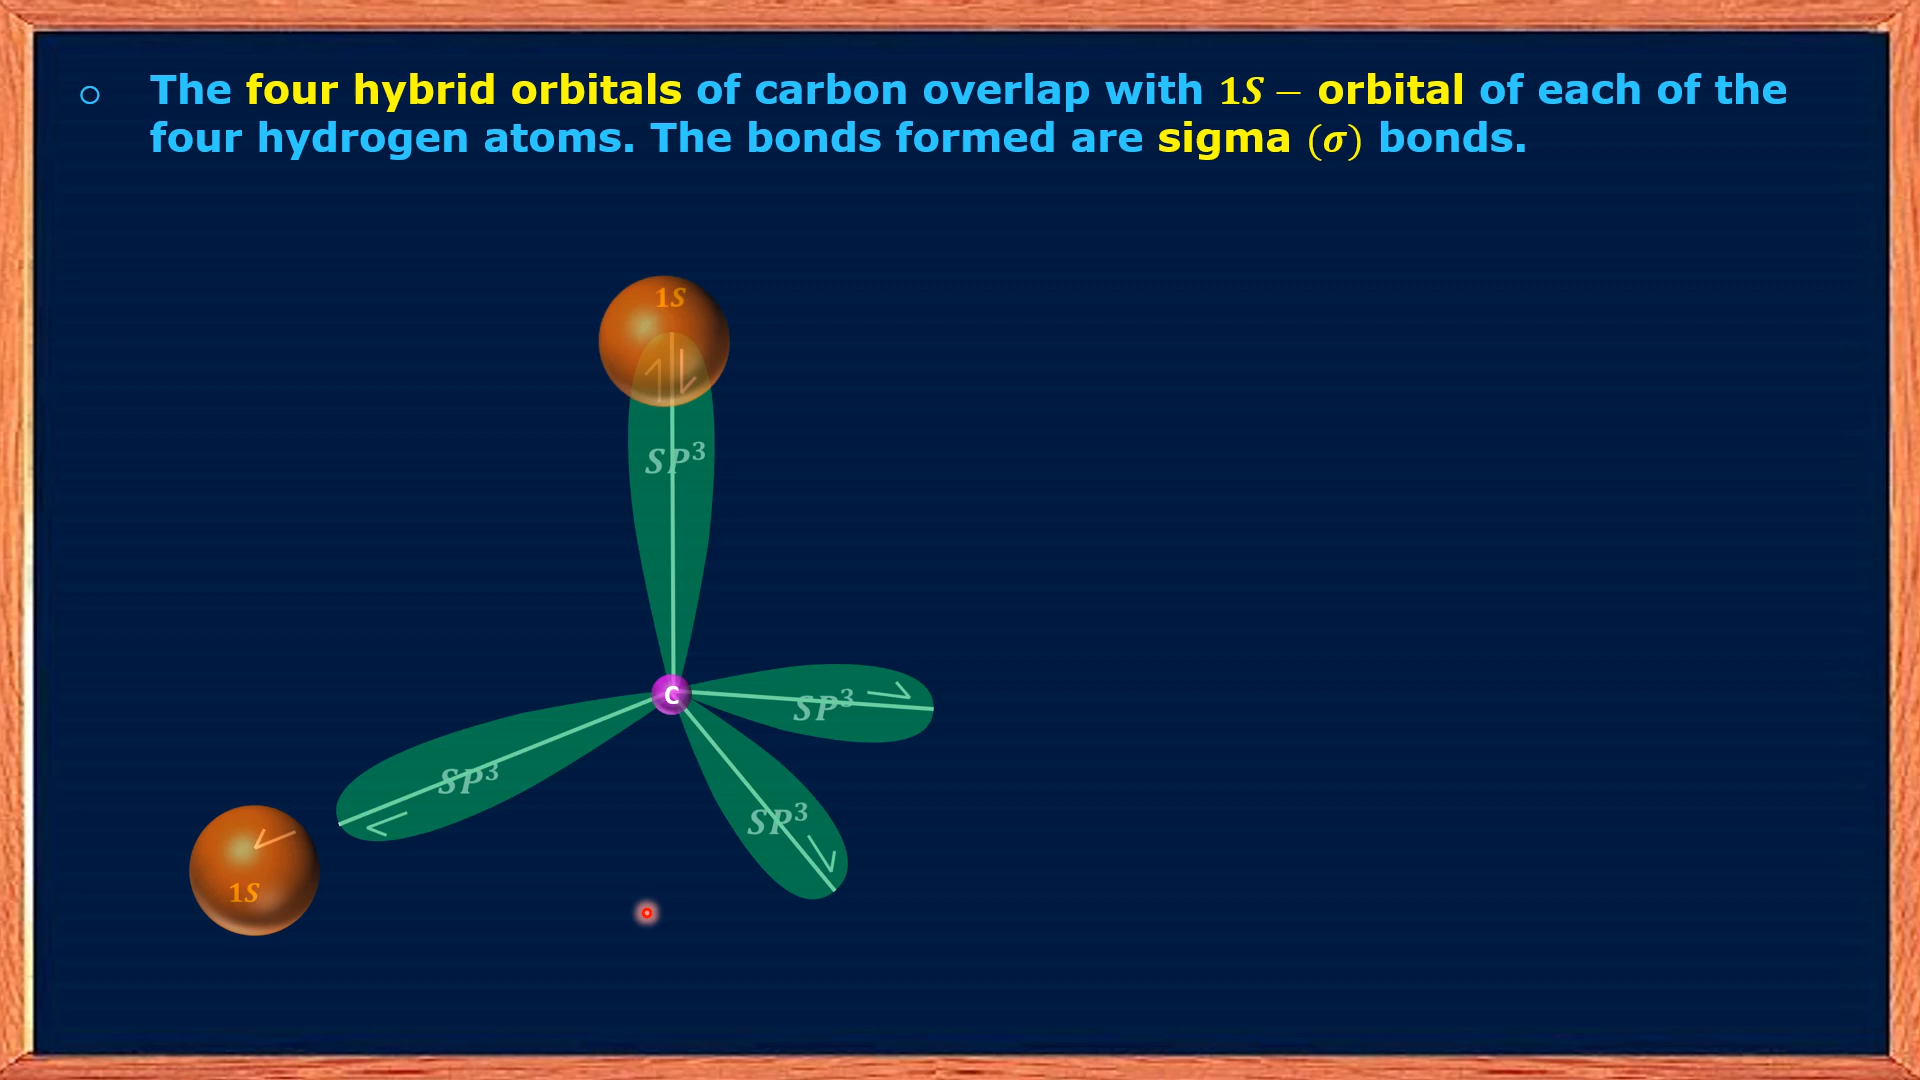 ○ The four hybrid orbitals of carbon overlap with 1S − orbital of each of the
four hydrogen atoms. The bonds formed are sigma (σ) bonds.
1S
SP³
C
SP³
SP³
SP³
1S